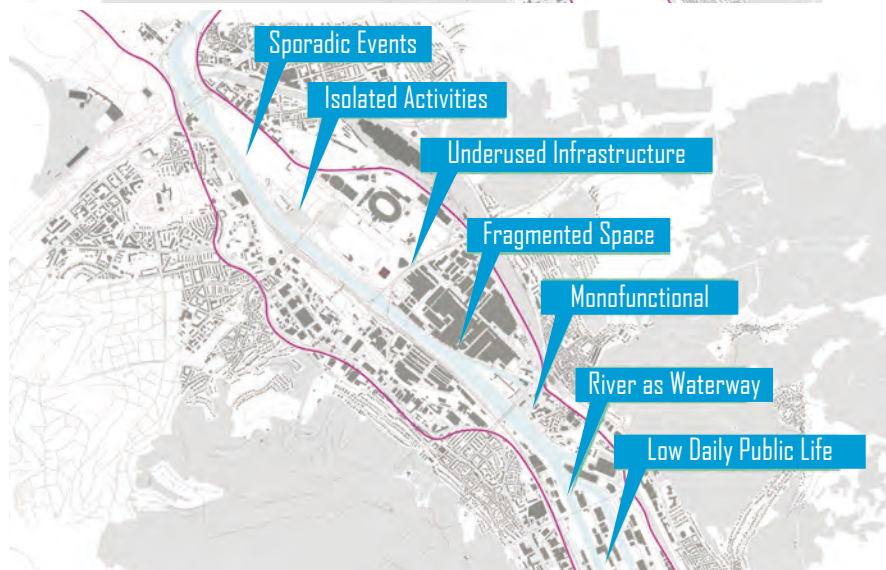 Sporadic Events
Isolated Activities
Underused Infrastructure
Fragmented Space
Monofunctional
River as Waterway
Low Daily Public Life